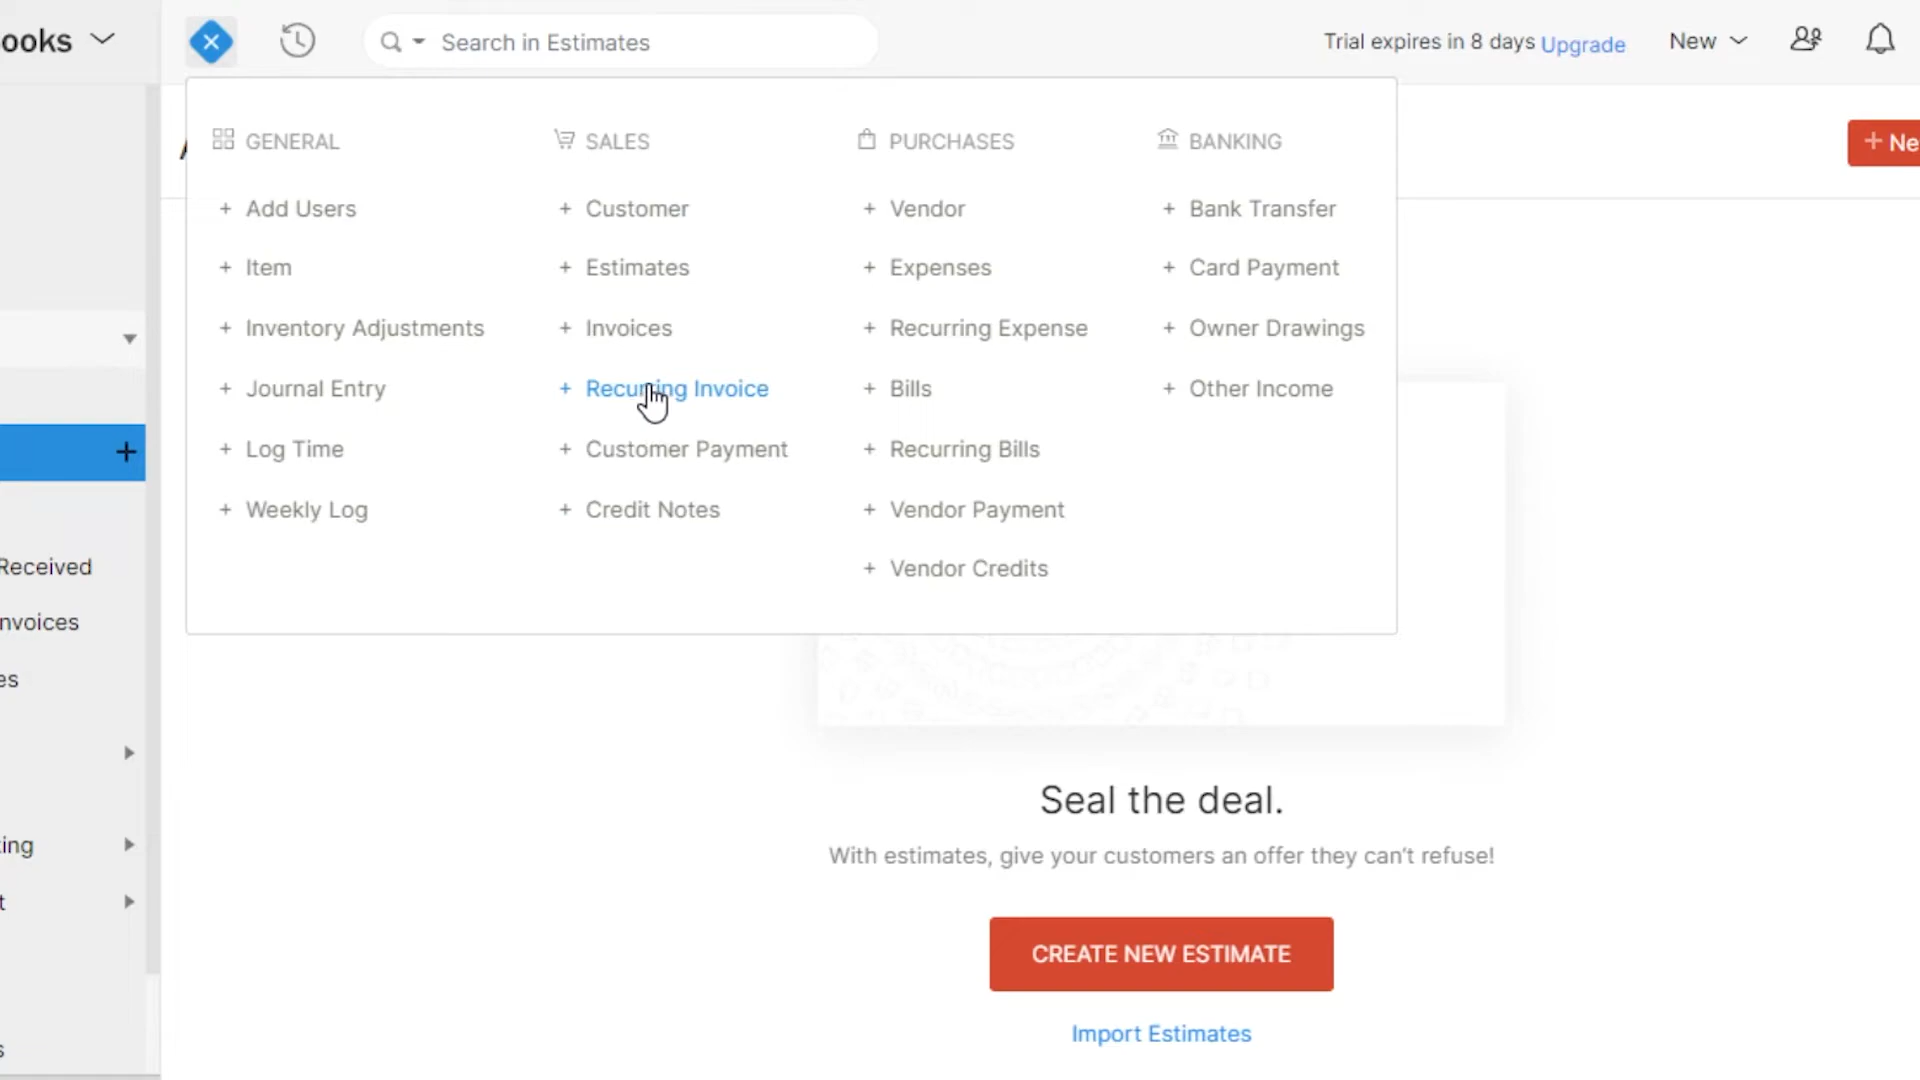 ooks
Search in Estimates
Trial expires in 8 days Upgrade
New
+ Ne
GENERAL
+ Add Users
+ Item
+ Inventory Adjustments
+ Journal Entry
+ Log Time
+ Weekly Log
SALES
+ Customer
+ Estimates
+ Invoices
+ Recurring Invoice
+ Customer Payment
+ Credit Notes
PURCHASES
+ Vendor
+ Expenses
+ Recurring Expense
+ Bills
+ Recurring Bills
+ Vendor Payment
+ Vendor Credits
BANKING
+ Bank Transfer
+ Card Payment
+ Owner Drawings
+ Other Income
+
Received
nvoices
es
ing
t
s
Seal the deal.
With estimates, give your customers an offer they can't refuse!
CREATE NEW ESTIMATE
Import Estimates